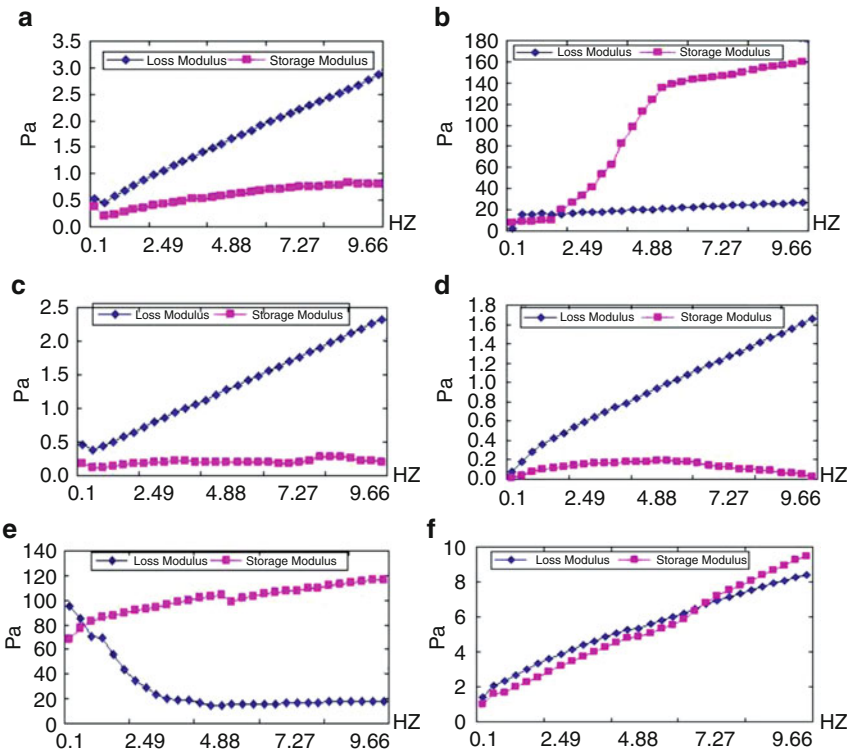 a
3.5
3.0
2.5
2.0
1.5
1.0
0.5
0.0
Pa
Loss Modulus Storage Modulus
0.1 2.49 4.88 7.27 9.66
HZ
b
180
160
140
120
100
80
60
40
20
0
Pa
Loss Modulus Storage Modulus
0.1 2.49 4.88 7.27 9.66
HZ
c
2.5
2.0
1.5
1.0
0.5
0.0
Pa
Loss Modulus Storage Modulus
0.1 2.49 4.88 7.27 9.66
HZ
d
1.8
1.6
1.4
1.2
1.0
0.8
0.6
0.4
0.2
0.0
Pa
Loss Modulus Storage Modulus
0.1 2.49 4.88 7.27 9.66
HZ
e
140
120
100
80
60
40
20
0
Pa
Loss Modulus Storage Modulus
0.1 2.49 4.88 7.27 9.66
HZ
f
10
8
6
4
2
0
Pa
Loss Modulus Storage Modulus
0.1 2.49 4.88 7.27 9.66
HZ